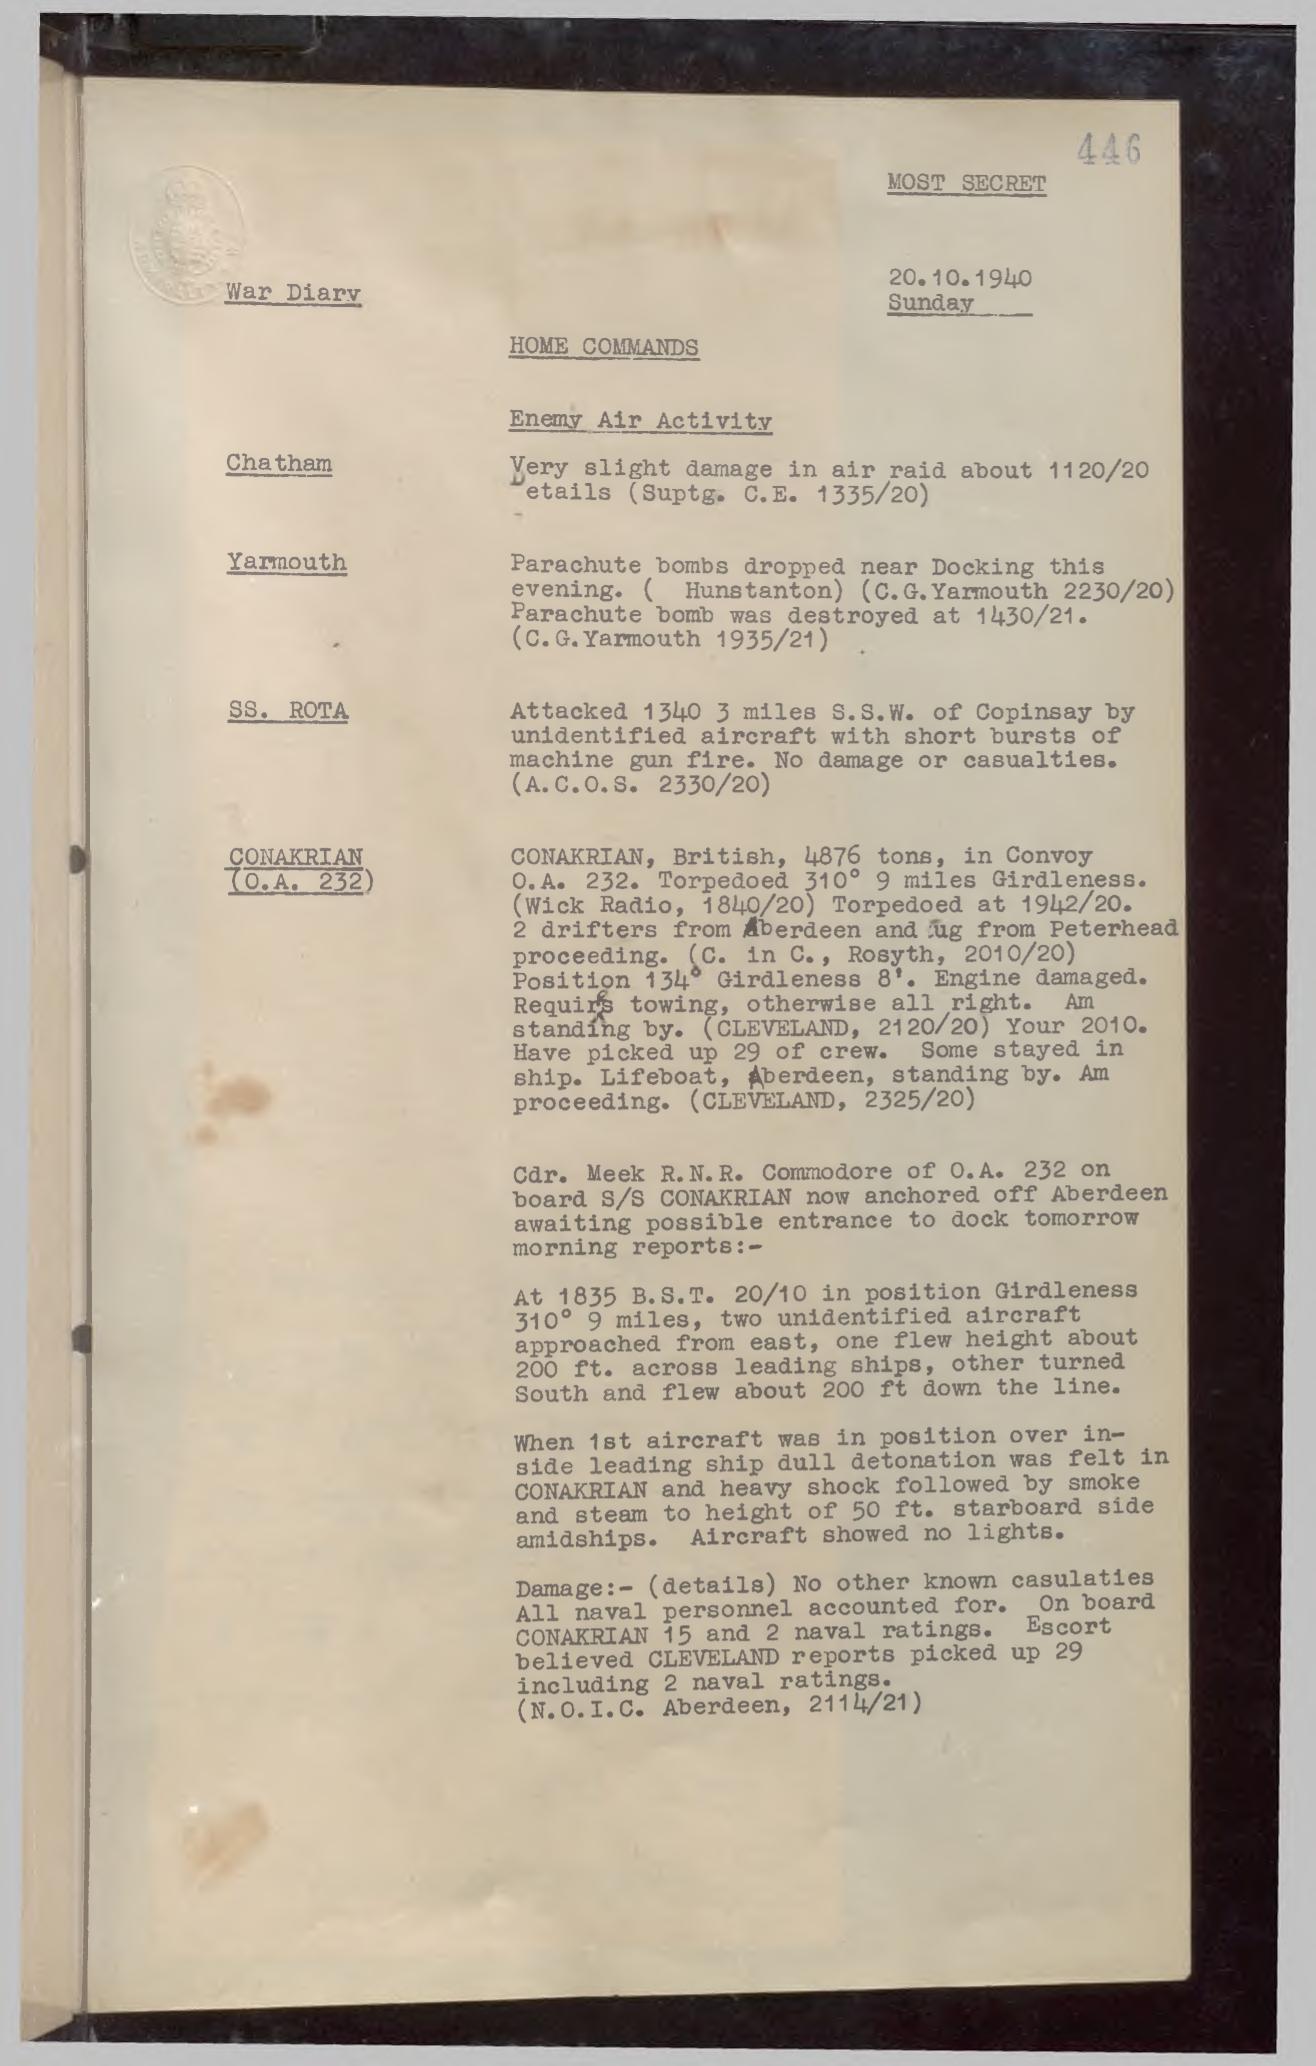 446
MOST SECRET
War Diary
20.10.1940
Sunday
HOME COMMANDS
Enemy Air Activity
Chatham
Very slight damage in air raid about 1120/20
Details (Suptg. C.E. 1335/20)
Yarmouth
Parachute bombs dropped near Docking this
evening. ( Hunstanton) (C.G.Yarmouth 2230/20)
Parachute bomb was destroyed at 1430/21.
(C.G.Yarmouth 1935/21)
SS. ROTA
Attacked 1340 3 miles S.S.W. of Copinsay by
unidentified aircraft with short bursts of
machine gun fire. No damage or casualties.
(A.C.O.S. 2330/20)
CONAKRIAN
(O.A. 232)
CONAKRIAN, British, 4876 tons, in Convoy
O.A. 232. Torpedoed 310° 9 miles Girdleness.
(Wick Radio, 1840/20) Torpedoed at 1942/20.
2 drifters from Aberdeen and ug from Peterhead
proceeding. (C. in C., Rosyth, 2010/20)
Position 134° Girdleness 8'. Engine damaged.
Requires towing, otherwise all right. Am
standing by. (CLEVELAND, 2120/20) Your 2010.
Have picked up 29 of crew. Some stayed in
ship. Lifeboat, Aberdeen, standing by. Am
proceeding. (CLEVELAND, 2325/20)
Cdr. Meek R.N.R. Commodore of O.A. 232 on
board S/S CONAKRIAN now anchored off Aberdeen
awaiting possible entrance to dock tomorrow
morning reports:-
At 1835 B.S.T. 20/10 in position Girdleness
310° 9 miles, two unidentified aircraft
approached from east, one flew height about
200 ft. across leading ships, other turned
South and flew about 200 ft down the line.
When 1st aircraft was in position over in-
side leading ship dull detonation was felt in
CONAKRIAN and heavy shock followed by smoke
and steam to height of 50 ft. starboard side
amidships. Aircraft showed no lights.
Damage:- (details) No other known casulaties
All naval personnel accounted for. On board
CONAKRIAN 15 and 2 naval ratings. Escort
believed CLEVELAND reports picked up 29
including 2 naval ratings.
(N.O.I.C. Aberdeen, 2114/21)